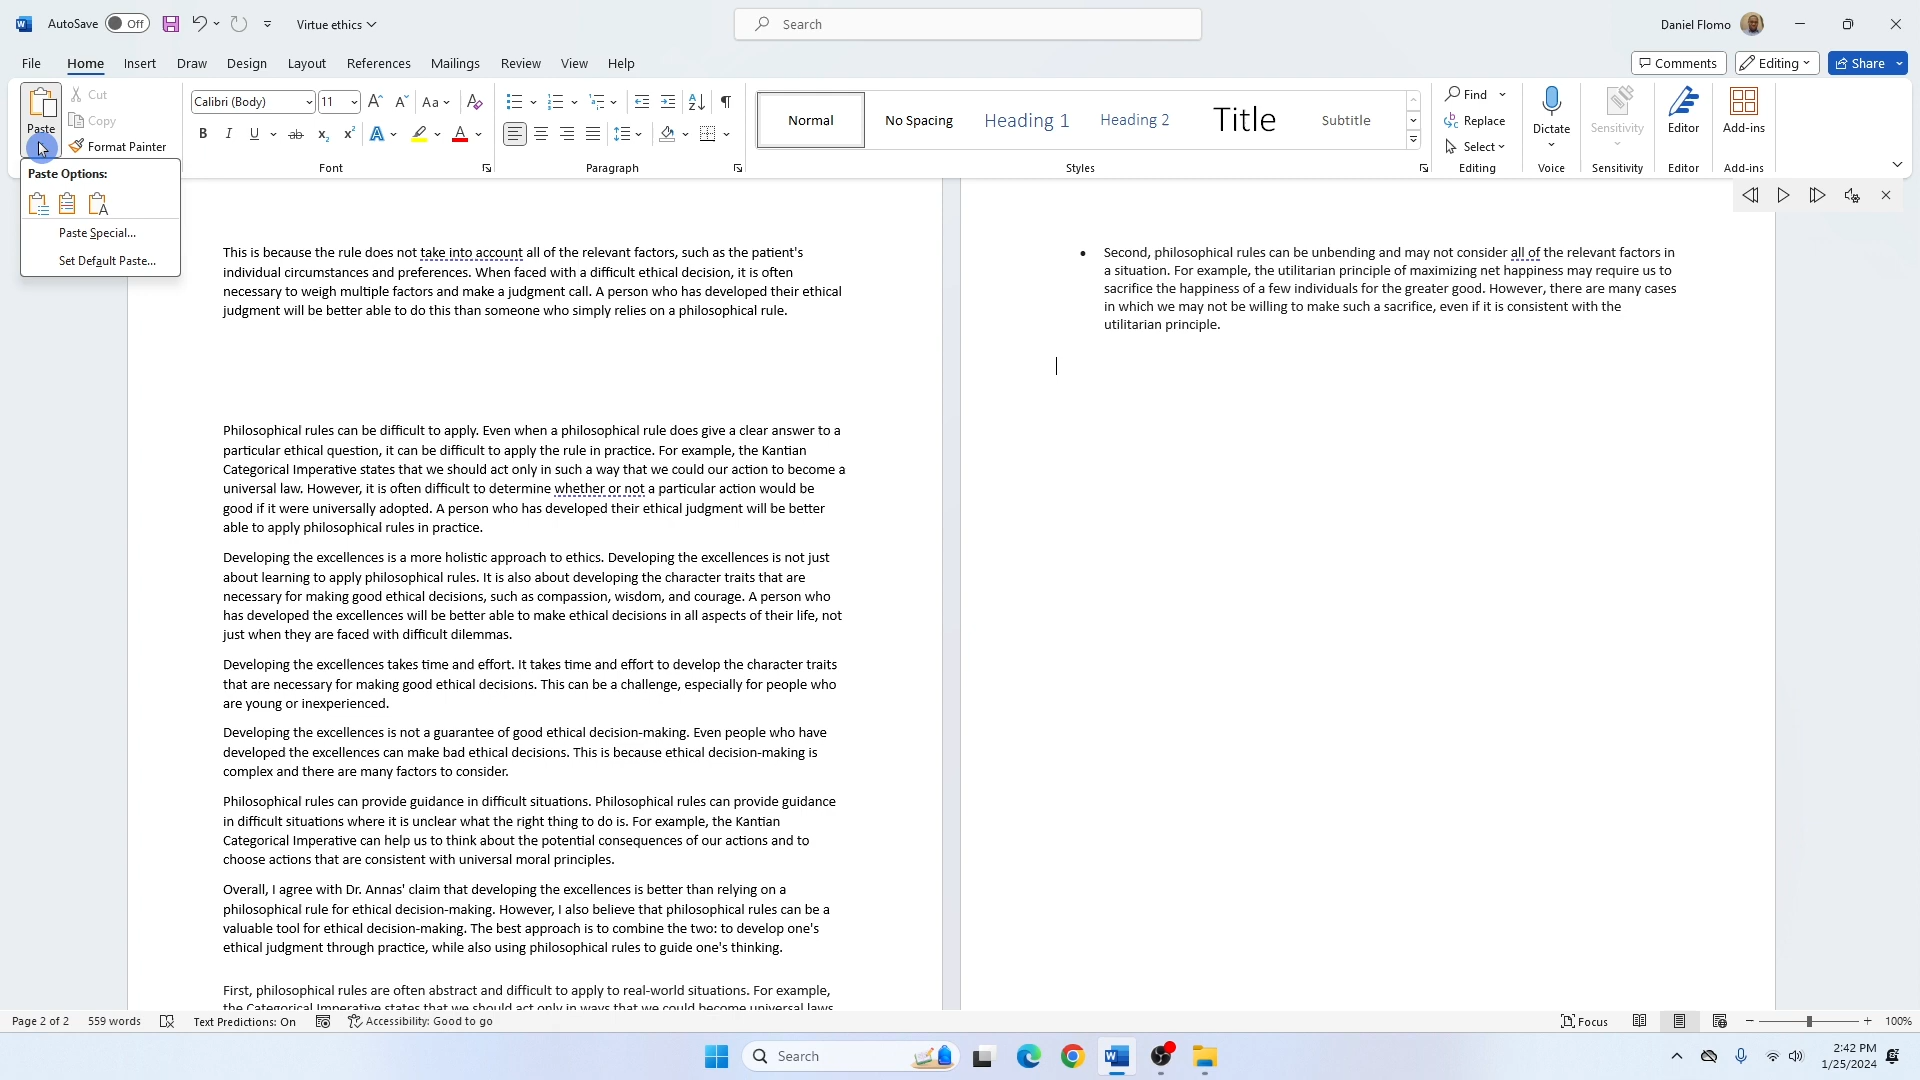 AutoSave Off Virtue ethics Search Daniel Flomo
File Home Insert Draw Design Layout References Mailings Review View Help Comments Editing Share
Paste Cut Copy Format Painter
Calibri (Body) 11 Aa
Normal No Spacing Heading 1 Heading 2 Title Subtitle
Find Replace Select
Dictate Sensitivity Editor Add-ins
Font Paragraph Styles Editing Voice Sensitivity Editor Add-ins
Paste Options:
Paste Special...
Set Default Paste...
This is because the rule does not take into account all of the relevant factors, such as the patient's
individual circumstances and preferences. When faced with a difficult ethical decision, it is often
necessary to weigh multiple factors and make a judgment call. A person who has developed their ethical
judgment will be better able to do this than someone who simply relies on a philosophical rule.
Philosophical rules can be difficult to apply. Even when a philosophical rule does give a clear answer to a
particular ethical question, it can be difficult to apply the rule in practice. For example, the Kantian
Categorical Imperative states that we should act only in such a way that we could our action to become a
universal law. However, it is often difficult to determine whether or not a particular action would be
good if it were universally adopted. A person who has developed their ethical judgment will be better
able to apply philosophical rules in practice.
Developing the excellences is a more holistic approach to ethics. Developing the excellences is not just
about learning to apply philosophical rules. It is also about developing the character traits that are
necessary for making good ethical decisions, such as compassion, wisdom, and courage. A person who
has developed the excellences will be better able to make ethical decisions in all aspects of their life, not
just when they are faced with difficult dilemmas.
Developing the excellences takes time and effort. It takes time and effort to develop the character traits
that are necessary for making good ethical decisions. This can be a challenge, especially for people who
are young or inexperienced.
Developing the excellences is not a guarantee of good ethical decision-making. Even people who have
developed the excellences can make bad ethical decisions. This is because ethical decision-making is
complex and there are many factors to consider.
Philosophical rules can provide guidance in difficult situations. Philosophical rules can provide guidance
in difficult situations where it is unclear what the right thing to do is. For example, the Kantian
Categorical Imperative can help us to think about the potential consequences of our actions and to
choose actions that are consistent with universal moral principles.
Overall, I agree with Dr. Annas' claim that developing the excellences is better than relying on a
philosophical rule for ethical decision-making. However, I also believe that philosophical rules can be a
valuable tool for ethical decision-making. The best approach is to combine the two: to develop one's
ethical judgment through practice, while also using philosophical rules to guide one's thinking.
First, philosophical rules are often abstract and difficult to apply to real-world situations. For example,
the Categorical Imperative states that we should act only in ways that we could become universal laws
• Second, philosophical rules can be unbending and may not consider all of the relevant factors in
a situation. For example, the utilitarian principle of maximizing net happiness may require us to
sacrifice the happiness of a few individuals for the greater good. However, there are many cases
in which we may not be willing to make such a sacrifice, even if it is consistent with the
utilitarian principle.
Page 2 of 2 559 words Text Predictions: On Accessibility: Good to go Focus 100%
Search
2:42 PM
1/25/2024